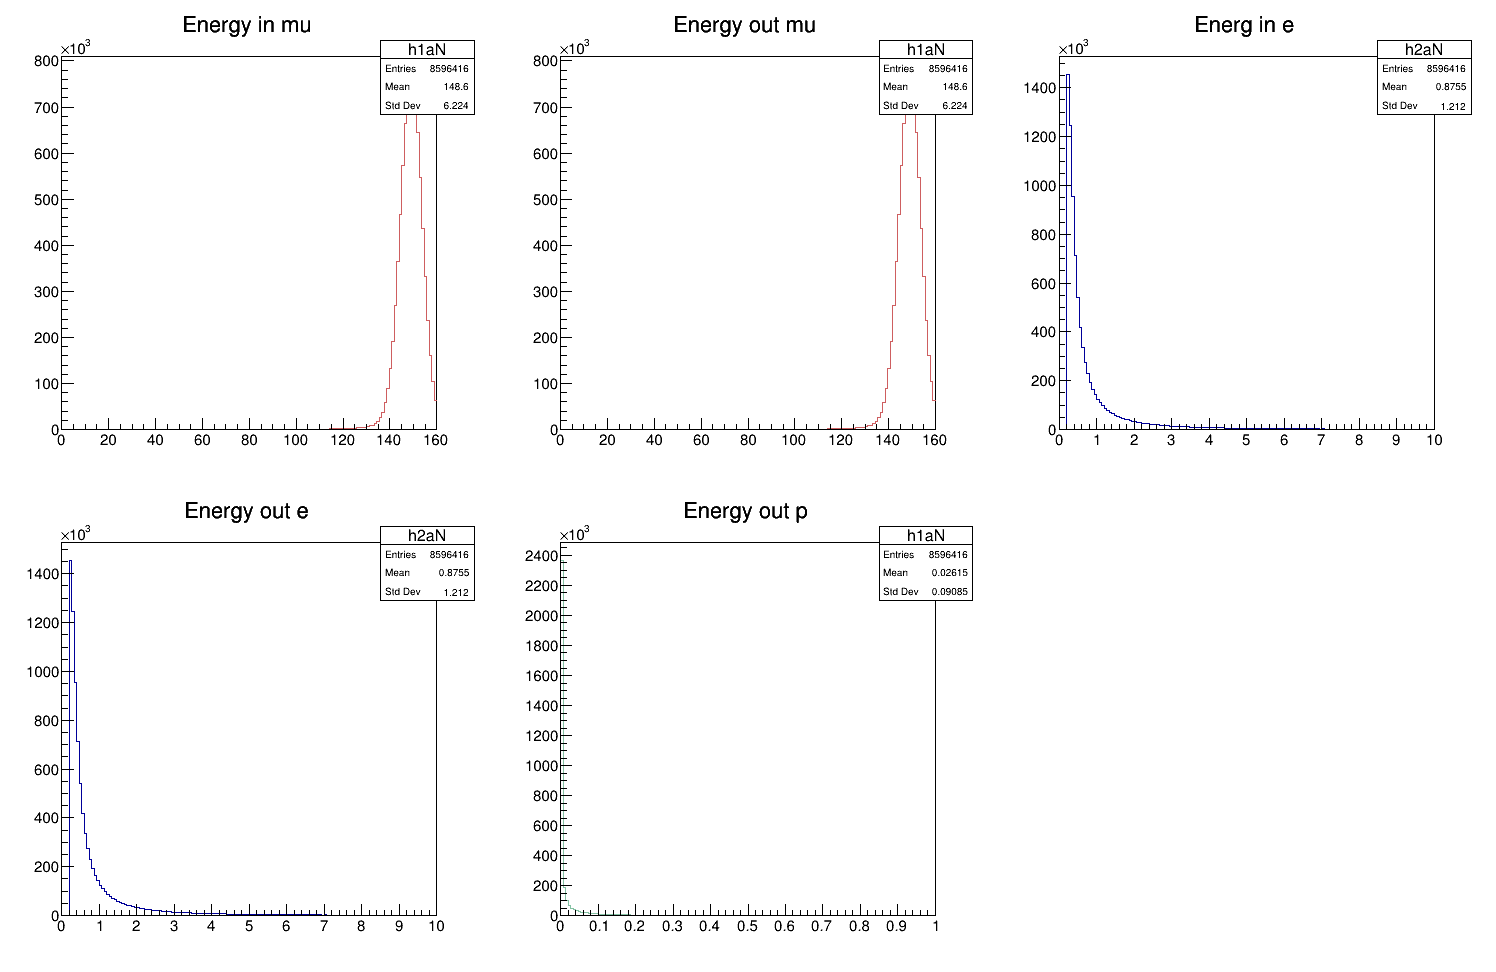 Energy in mu
×10³
h1aN
Entries 8596416
Mean 148.6
Std Dev 6.224
800
700
600
500
400
300
200
100
0
0 20 40 60 80 100 120 140 160
Energy out mu
×10³
h1aN
Entries 8596416
Mean 148.6
Std Dev 6.224
800
700
600
500
400
300
200
100
0
0 20 40 60 80 100 120 140 160
Energ in e
×10³
h2aN
Entries 8596416
Mean 0.8755
Std Dev 1.212
1400
1200
1000
800
600
400
200
0
0 1 2 3 4 5 6 7 8 9 10
Energy out e
×10³
h2aN
Entries 8596416
Mean 0.8755
Std Dev 1.212
1400
1200
1000
800
600
400
200
0
0 1 2 3 4 5 6 7 8 9 10
Energy out p
×10³
h1aN
Entries 8596416
Mean 0.02615
Std Dev 0.09085
2400
2200
2000
1800
1600
1400
1200
1000
800
600
400
200
0
0 0.1 0.2 0.3 0.4 0.5 0.6 0.7 0.8 0.9 1